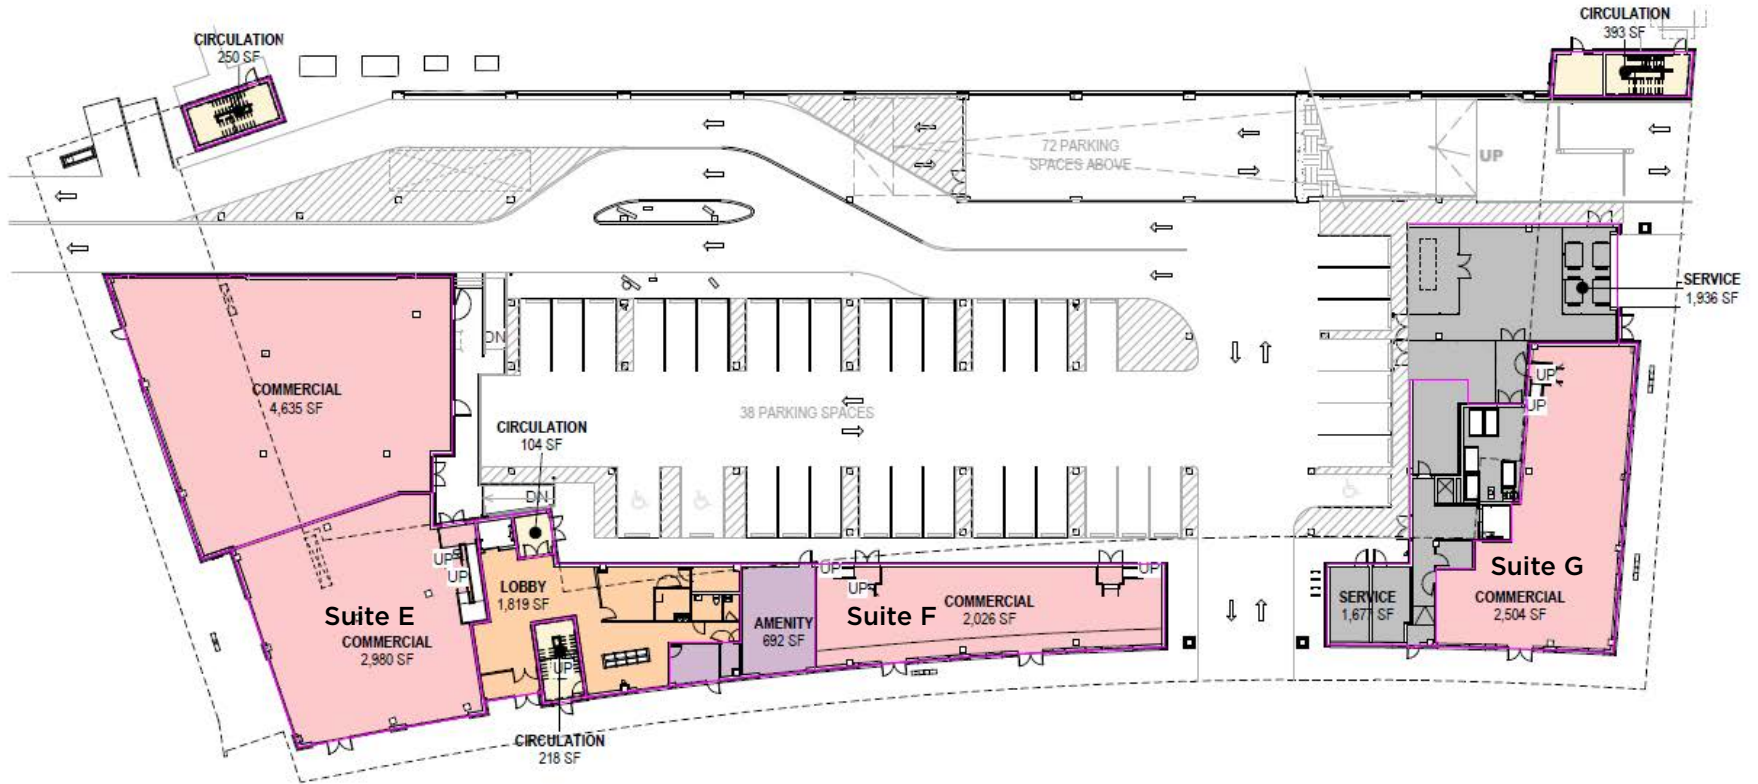 CIRCULATION
393 SF
CIRCULATION
250 SF
72 PARKING
SPACES ABOVE
UP
SERVICE
1,936 SF
DN
COMMERCIAL
4,635 SF
UP
UP
38 PARKING SPACES
CIRCULATION
104 SF
DN
UP
UP
LOBBY
1,819 SF
Suite E
COMMERCIAL
2,980 SF
UP
AMENITY
692 SF
UP
UP
UP
Suite F
COMMERCIAL
2,026 SF
SERVICE
1,677 SF
Suite G
COMMERCIAL
2,504 SF
CIRCULATION
218 SF